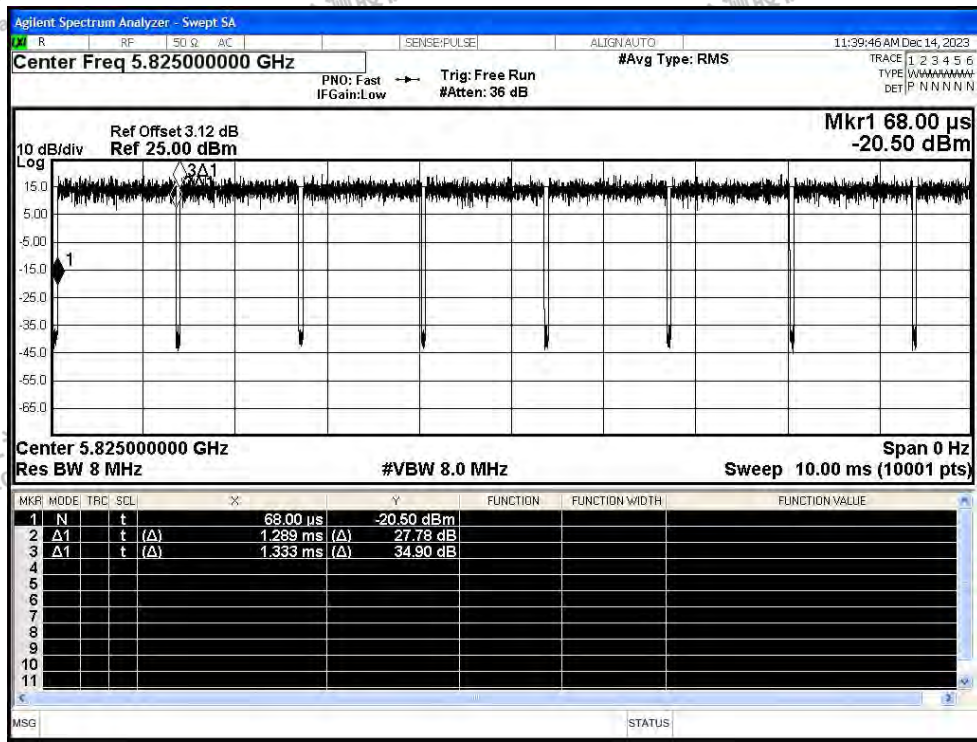 Agilent Spectrum Analyzer - Swept SA
LXI R RF 50 Ω AC SENSE:PULSE ALIGN AUTO 11:39:46 AM Dec 14, 2023
Center Freq 5.825000000 GHz #Avg Type: RMS TRACE 1 2 3 4 5 6
PNO: Fast Trig: Free Run TYPE WWWWWW
IFGain:Low #Atten: 36 dB DET P N N N N N
Mkr1 68.00 µs
Ref Offset 3.12 dB
10 dB/div Ref 25.00 dBm -20.50 dBm
Log
3Δ1
15.0
5.00
-5.00
1
-15.0
-25.0
-35.0
-45.0
-55.0
-65.0
Center 5.825000000 GHz Span 0 Hz
Res BW 8 MHz #VBW 8.0 MHz Sweep 10.00 ms (10001 pts)
MKR MODE TRC SCL X Y FUNCTION FUNCTION WIDTH FUNCTION VALUE
1 N t 68.00 µs -20.50 dBm
2 Δ1 t (Δ) 1.289 ms (Δ) 27.78 dB
3 Δ1 t (Δ) 1.333 ms (Δ) 34.90 dB
4
5
6
7
8
9
10
11
MSG STATUS